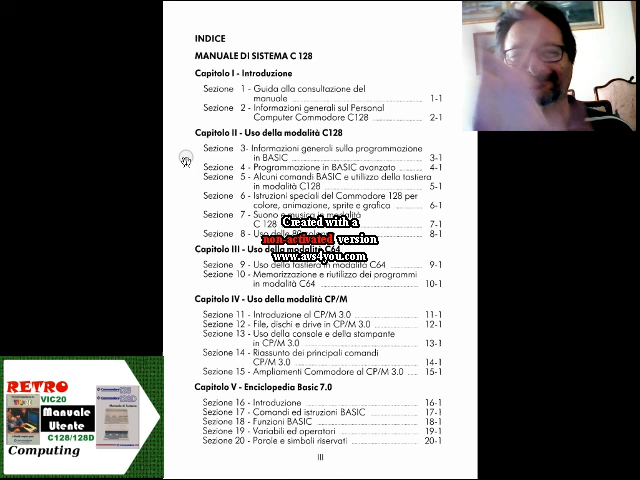 INDICE
MANUALE DI SISTEMA C 128
Capitolo I - Introduzione
Sezione 1 - Guida alla consultazione del
manuale 1-1
Sezione 2 - Informazioni generali sul Personal
Computer Commodore C128 2-1
Capitolo II - Uso della modalità C128
Sezione 3- Informazioni generali sulla programmazione
in BASIC 3-1
Sezione 4 - Programmazione in BASIC avanzato 4-1
Sezione 5 - Alcuni comandi BASIC e utilizzo della tastiera
in modalità C128 5-1
Sezione 6 - Istruzioni speciali del Commodore 128 per
colore, animazione, sprite e grafica 6-1
Sezione 7 - Suono e musica in modalità
C 128 7-1
Sezione 8 - Uso delle 80 8-1
Created with a
non-activated version
www.avs4you.com
Capitolo III - Uso della modalità C64
Sezione 9 - Uso della tastiera in modalità C64 9-1
Sezione 10 - Memorizzazione e riutilizzo dei programmi
in modalità C64 10-1
Capitolo IV - Uso della modalità CP/M
Sezione 11 - Introduzione al CP/M 3.0 11-1
Sezione 12 - File, dischi e drive in CP/M 3.0 12-1
Sezione 13 - Uso della console e della stampante
in CP/M 3.0 13-1
Sezione 14 - Riassunto dei principali comandi
CP/M 3.0 14-1
Sezione 15 - Ampliamenti Commodore al CP/M 3.0 15-1
Capitolo V - Enciclopedia Basic 7.0
Sezione 16 - Introduzione 16-1
Sezione 17 - Comandi ed istruzioni BASIC 17-1
Sezione 18 - Funzioni BASIC 18-1
Sezione 19 - Variabili ed operatori 19-1
Sezione 20 - Parole e simboli riservati 20-1
III
RETRO
VIC20
Manuale
Utente
C128/128D
Computing